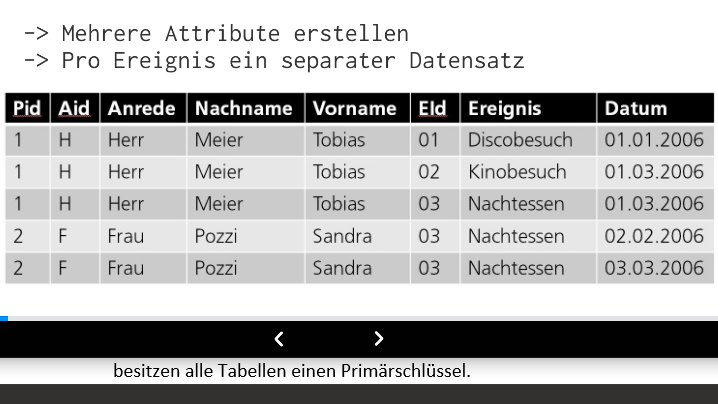 -> Mehrere Attribute erstellen
-> Pro Ereignis ein separater Datensatz
Pid Aid Anrede Nachname Vorname EId Ereignis Datum
1 H Herr Meier Tobias 01 Discobesuch 01.01.2006
1 H Herr Meier Tobias 02 Kinobesuch 01.03.2006
1 H Herr Meier Tobias 03 Nachtessen 01.03.2006
2 F Frau Pozzi Sandra 03 Nachtessen 02.02.2006
2 F Frau Pozzi Sandra 03 Nachtessen 03.03.2006
besitzen alle Tabellen einen Primärschlüssel.